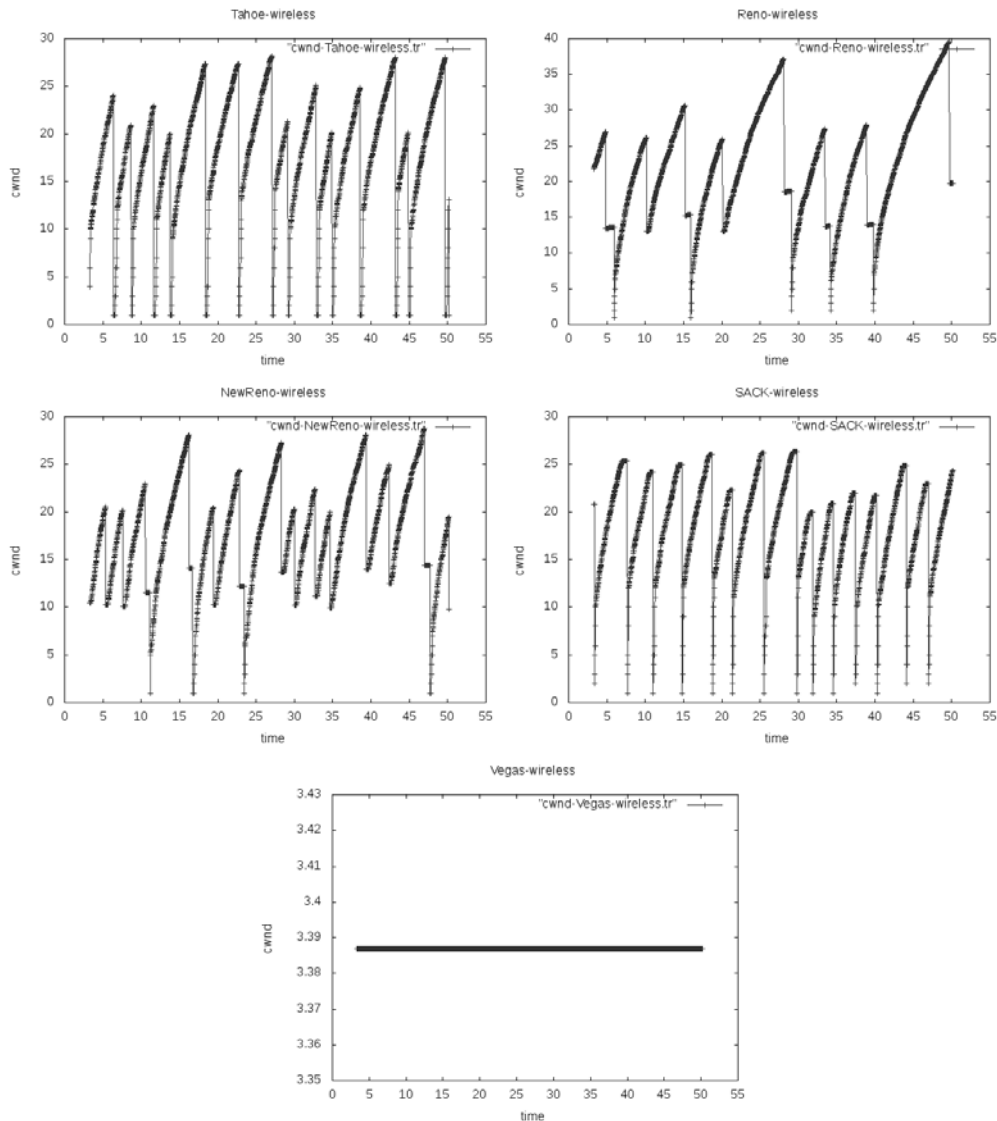 Tahoe-wireless
30
25
20
15
10
5
0
cwnd
"cwnd-Tahoe-wireless.tr"
0 5 10 15 20 25 30 35 40 45 50 55
time
Reno-wireless
40
35
30
25
20
15
10
5
0
cwnd
"cwnd-Reno-wireless.tr"
0 5 10 15 20 25 30 35 40 45 50 55
time
NewReno-wireless
30
25
20
15
10
5
0
cwnd
"cwnd-NewReno-wireless.tr"
0 5 10 15 20 25 30 35 40 45 50 55
time
SACK-wireless
30
25
20
15
10
5
0
cwnd
"cwnd-SACK-wireless.tr"
0 5 10 15 20 25 30 35 40 45 50 55
time
Vegas-wireless
3.43
3.42
3.41
3.4
3.39
3.38
3.37
3.36
3.35
cwnd
"cwnd-Vegas-wireless.tr"
0 5 10 15 20 25 30 35 40 45 50 55
time